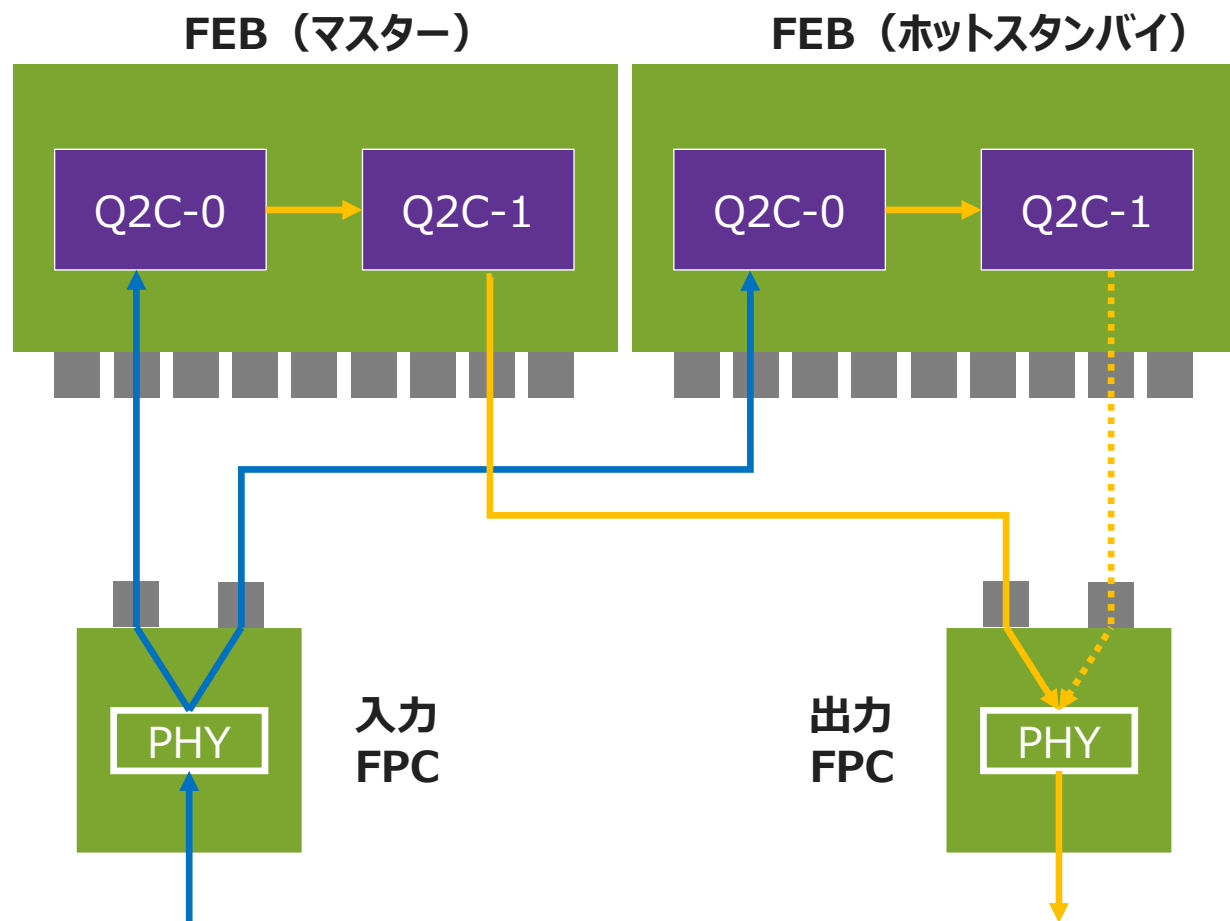 FEB（マスター）
FEB（ホットスタンバイ）
Q2C-0
Q2C-1
Q2C-0
Q2C-1
PHY
入力
FPC
出力
FPC
PHY